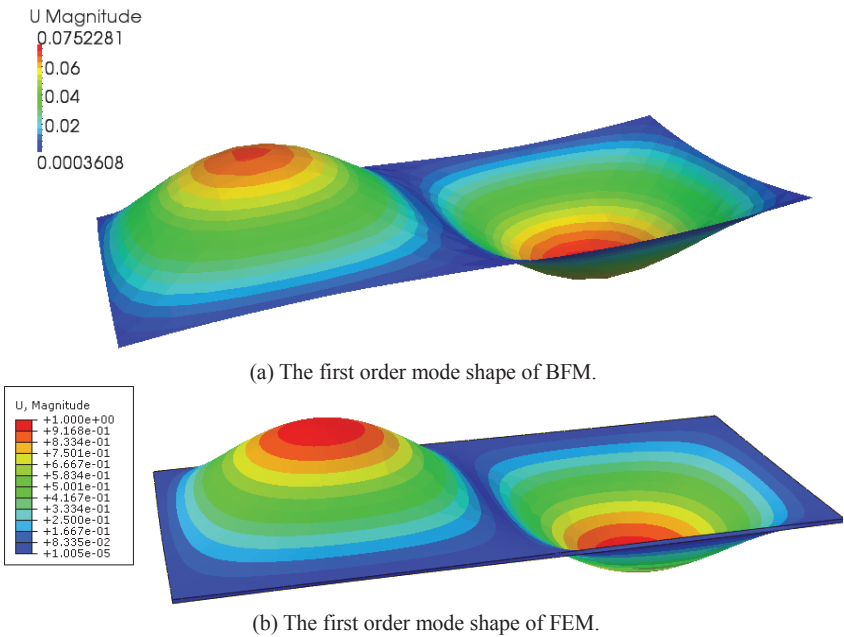 U Magnitude
0.0752281
0.06
0.04
0.02
0.0003608
(a) The first order mode shape of BFM.
U, Magnitude
+1.000e+00
+9.168e-01
+8.334e-01
+7.501e-01
+6.667e-01
+5.834e-01
+5.001e-01
+4.167e-01
+3.334e-01
+2.500e-01
+1.667e-01
+8.335e-02
+1.005e-05
(b) The first order mode shape of FEM.